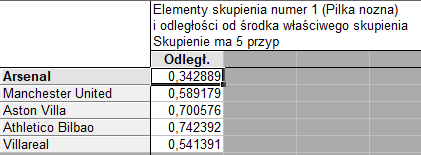 Elementy skupienia numer 1 (Pilka nozna)
i odległości od środka właściwego skupienia
Skupienie ma 5 przyp
Odległ.
Arsenal 0,342889
Manchester United 0,589179
Aston Villa 0,700576
Athletico Bilbao 0,742392
Villareal 0,541391